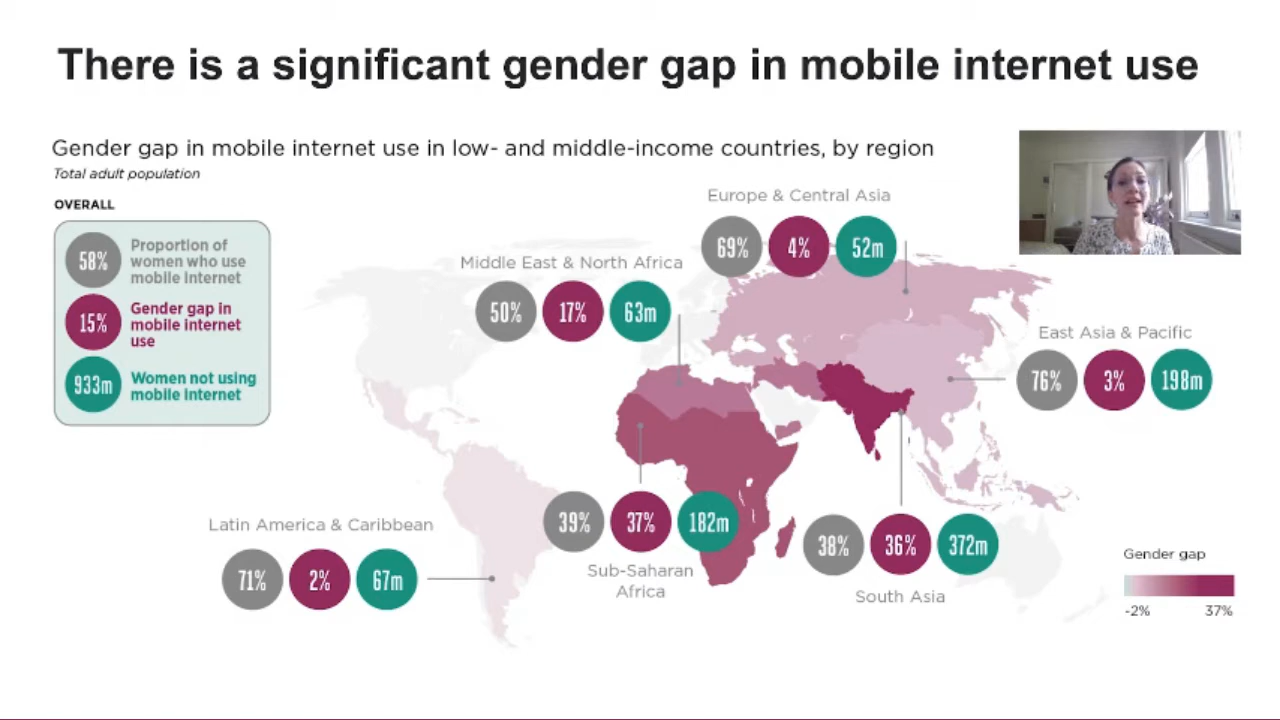 There is a significant gender gap in mobile internet use
Gender gap in mobile internet use in low- and middle-income countries, by region
Total adult population
OVERALL
58%
Proportion of
women who use
mobile internet
15%
Gender gap in
mobile internet
use
933m
Women not using
mobile internet
Europe & Central Asia
69% 4% 52m
Middle East & North Africa
50% 17% 63m
East Asia & Pacific
76% 3% 198m
Latin America & Caribbean
71% 2% 67m
39% 37% 182m
Sub-Saharan
Africa
38% 36% 372m
South Asia
Gender gap
-2% 37%